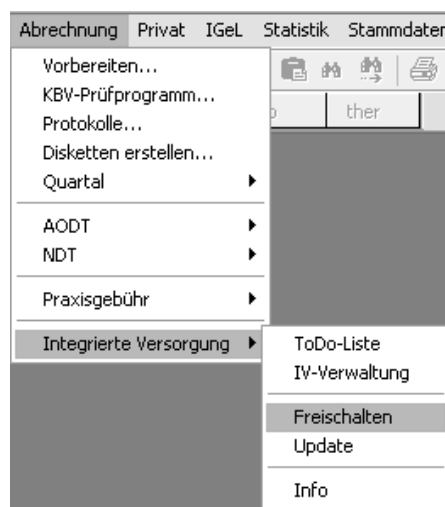 Abrechnung Privat IGeL Statistik Stammdaten
Vorbereiten...
KBV-Prüfprogramm...
Protokolle...
ther
Disketten erstellen...
Quartal
AODT
NDT
Praxisgebühr
Integrierte Versorgung
ToDo-Liste
IV-Verwaltung
Freischalten
Update
Info